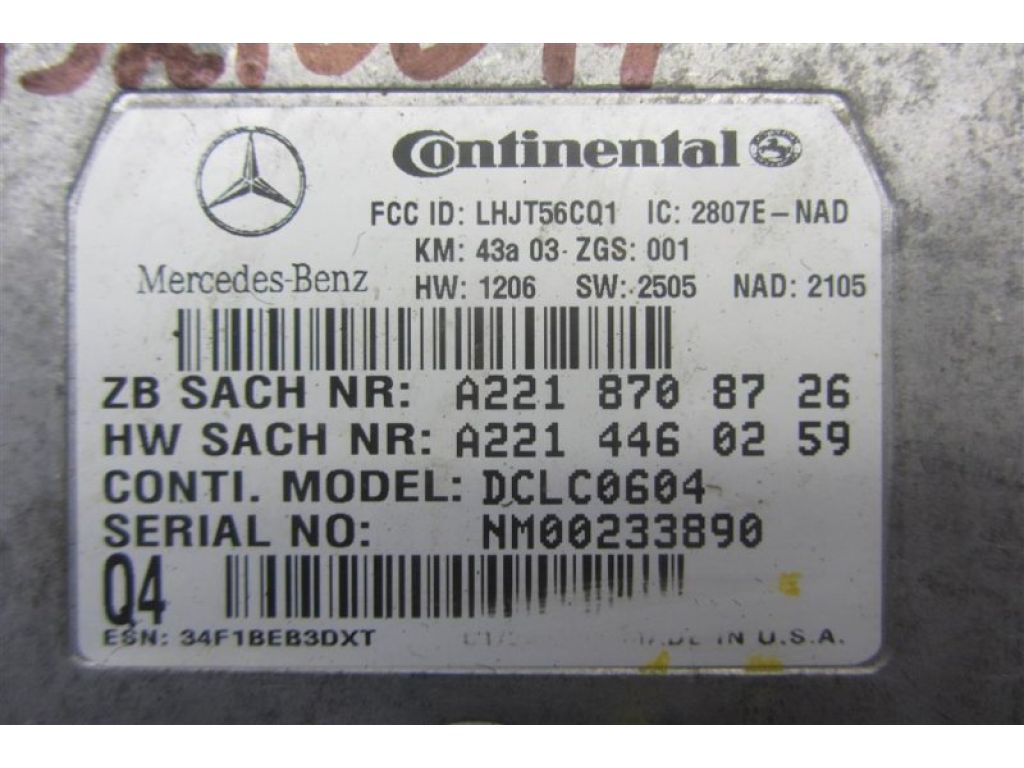 Continental
Mercedes-Benz
FCC ID: LHJT56CQ1 IC: 2807E-NAD
KM: 43a 03- ZGS: 001
HW: 1206 SW: 2505 NAD: 2105
ZB SACH NR: A221 870 87 26
HW SACH NR: A221 446 02 59
CONTI. MODEL: DCLC0604
SERIAL NO: NM00233890
Q4
ESN: 34F1BEB3DXT MADE IN U.S.A.